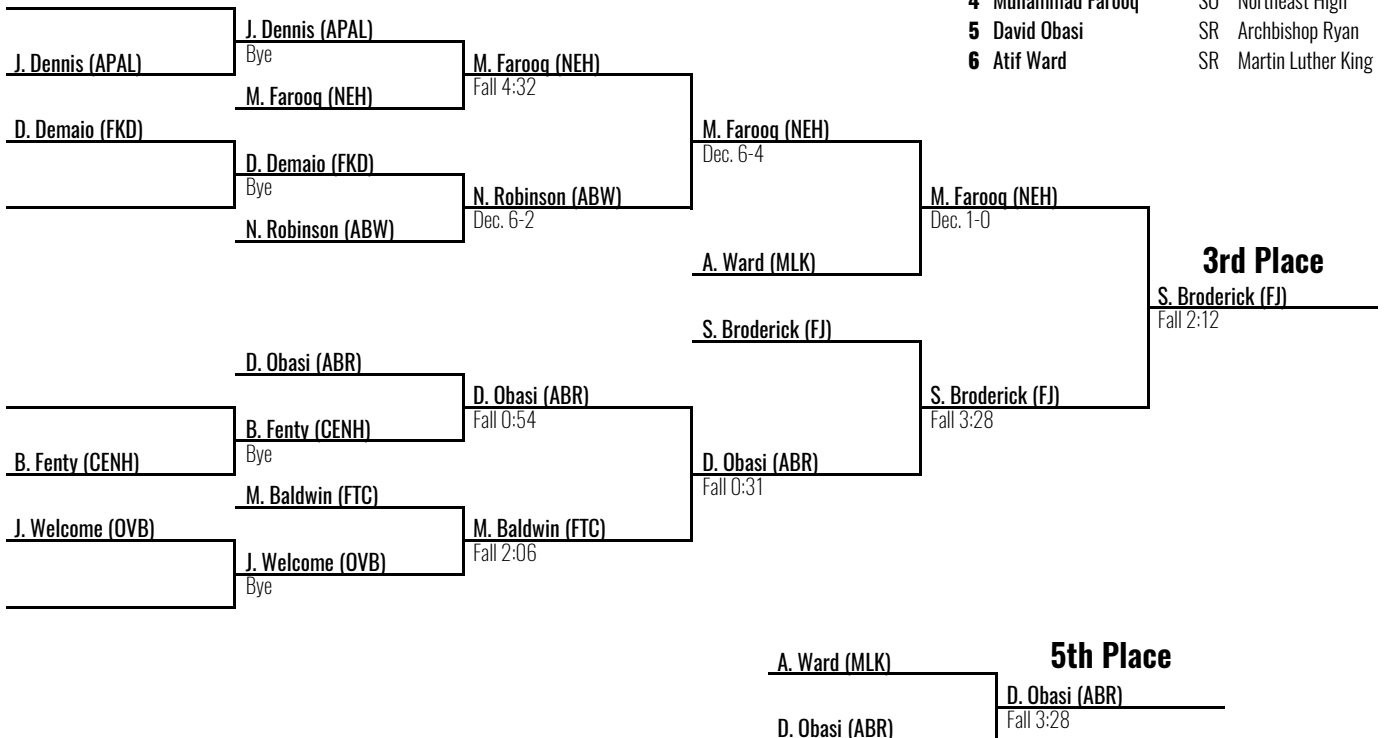 4 Muhammad Farooq SO Northeast High
J. Dennis (APAL)
5 David Obasi SR Archbishop Ryan
Bye
J. Dennis (APAL)
M. Farooq (NEH)
6 Atif Ward SR Martin Luther King
Fall 4:32
M. Farooq (NEH)
D. Demaio (FKD)
M. Farooq (NEH)
Dec. 6-4
D. Demaio (FKD)
Bye
N. Robinson (ABW)
M. Farooq (NEH)
Dec. 6-2
Dec. 1-0
N. Robinson (ABW)
A. Ward (MLK)
3rd Place
S. Broderick (FJ)
Fall 2:12
S. Broderick (FJ)
D. Obasi (ABR)
D. Obasi (ABR)
S. Broderick (FJ)
Fall 0:54
Fall 3:28
B. Fenty (CENH)
Bye
B. Fenty (CENH)
D. Obasi (ABR)
Fall 0:31
M. Baldwin (FTC)
J. Welcome (OVB)
M. Baldwin (FTC)
Fall 2:06
J. Welcome (OVB)
Bye
A. Ward (MLK)
5th Place
D. Obasi (ABR)
Fall 3:28
D. Obasi (ABR)